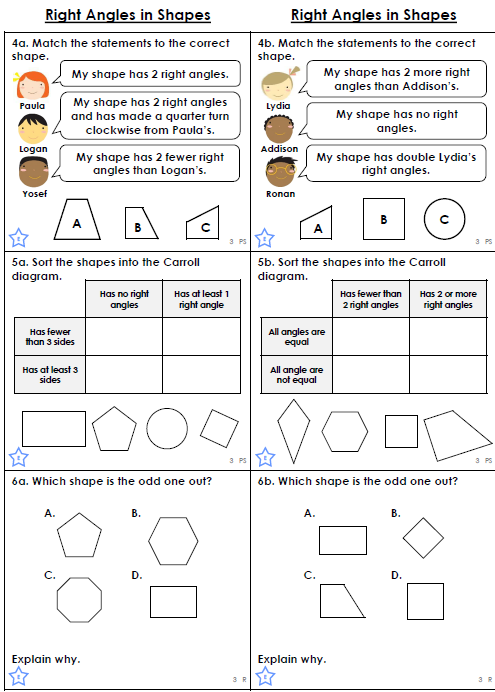 Right Angles in Shapes
4a. Match the statements to the correct
shape.
My shape has 2 right angles.
Paula
My shape has 2 right angles
and has made a quarter turn
clockwise from Paula's.
Logan
My shape has 2 fewer right
angles than Logan's.
Yosef
A
B
C
E
3 PS
Right Angles in Shapes
4b. Match the statements to the correct
shape.
My shape has 2 more right
angles than Addison's.
Lydia
My shape has no right
angles.
Addison
My shape has double Lydia's
right angles.
Ronan
A
B
C
E
3 PS
5a. Sort the shapes into the Carroll
diagram.
Has no right
angles
Has at least 1
right angle
Has fewer
than 3 sides
Has at least 3
sides
E
3 PS
5b. Sort the shapes into the Carroll
diagram.
Has fewer than
2 right angles
Has 2 or more
right angles
All angles are
equal
All angle are
not equal
E
3 PS
6a. Which shape is the odd one out?
A.
B.
C.
D.
Explain why.
E
3 R
6b. Which shape is the odd one out?
A.
B.
C.
D.
Explain why.
E
3 R